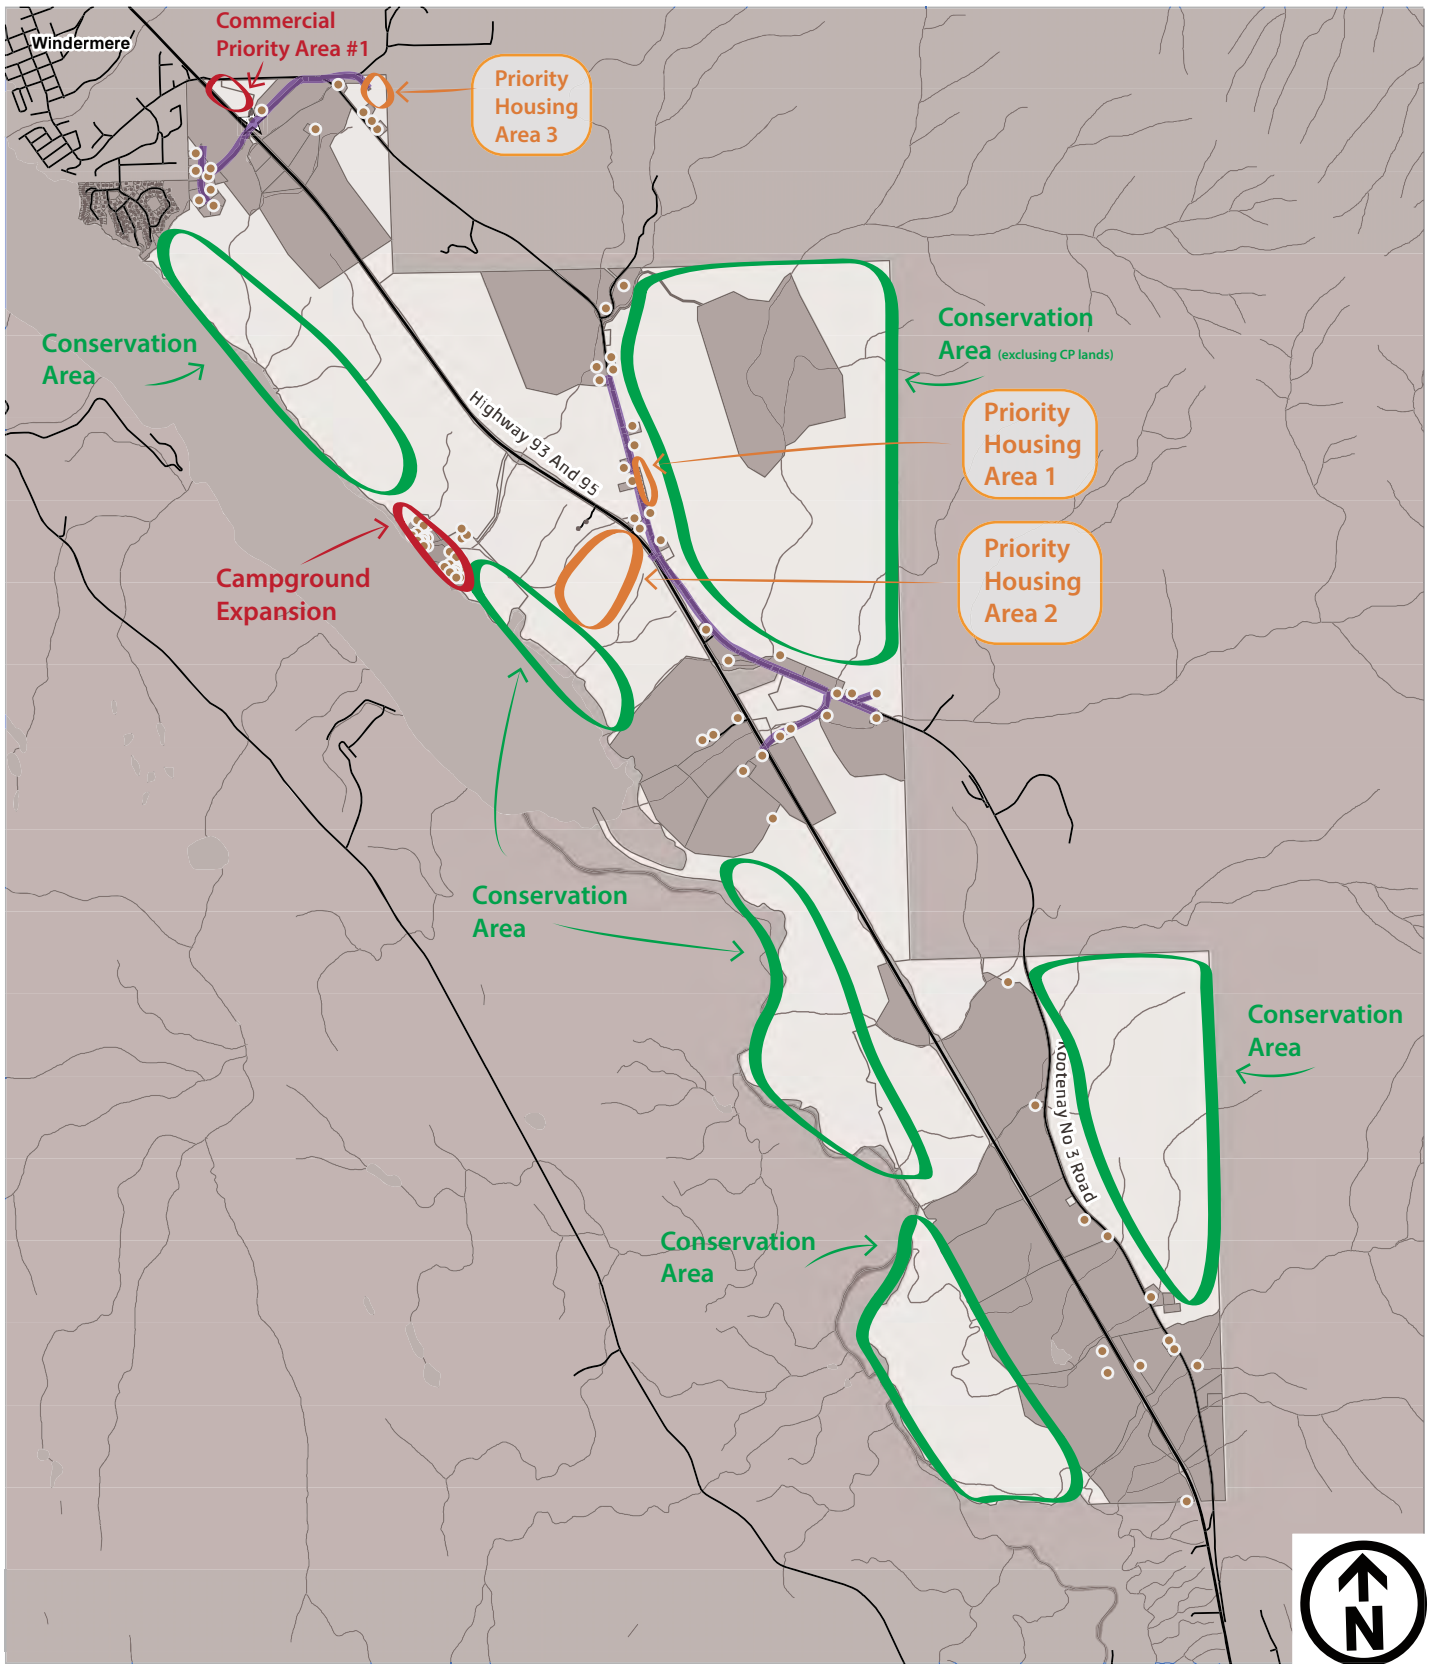 Commercial
Priority Area #1
Windermere
Priority
Housing
Area 3
Conservation
Area (excluding CP lands)
Conservation
Area
Highway 93 And 95
Priority
Housing
Area 1
Priority
Housing
Area 2
Campground
Expansion
Conservation
Area
Conservation
Area
Kootenay No 3 Road
Conservation
Area
N